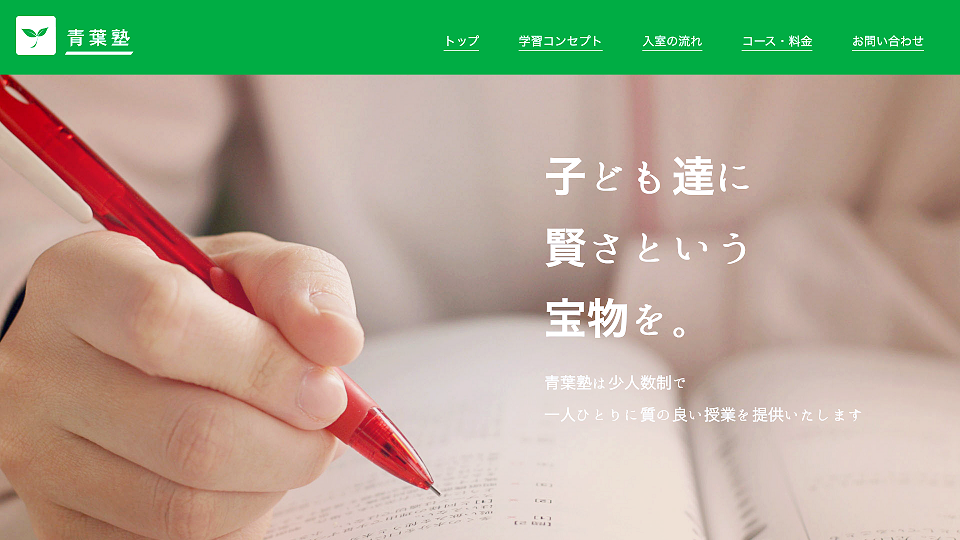 青葉塾
トップ
学習コンセプト
入室の流れ
コース・料金
お問い合わせ
子ども達に
賢さという
宝物を。
青葉塾は少人数制で
一人ひとりに質の良い授業を提供いたします